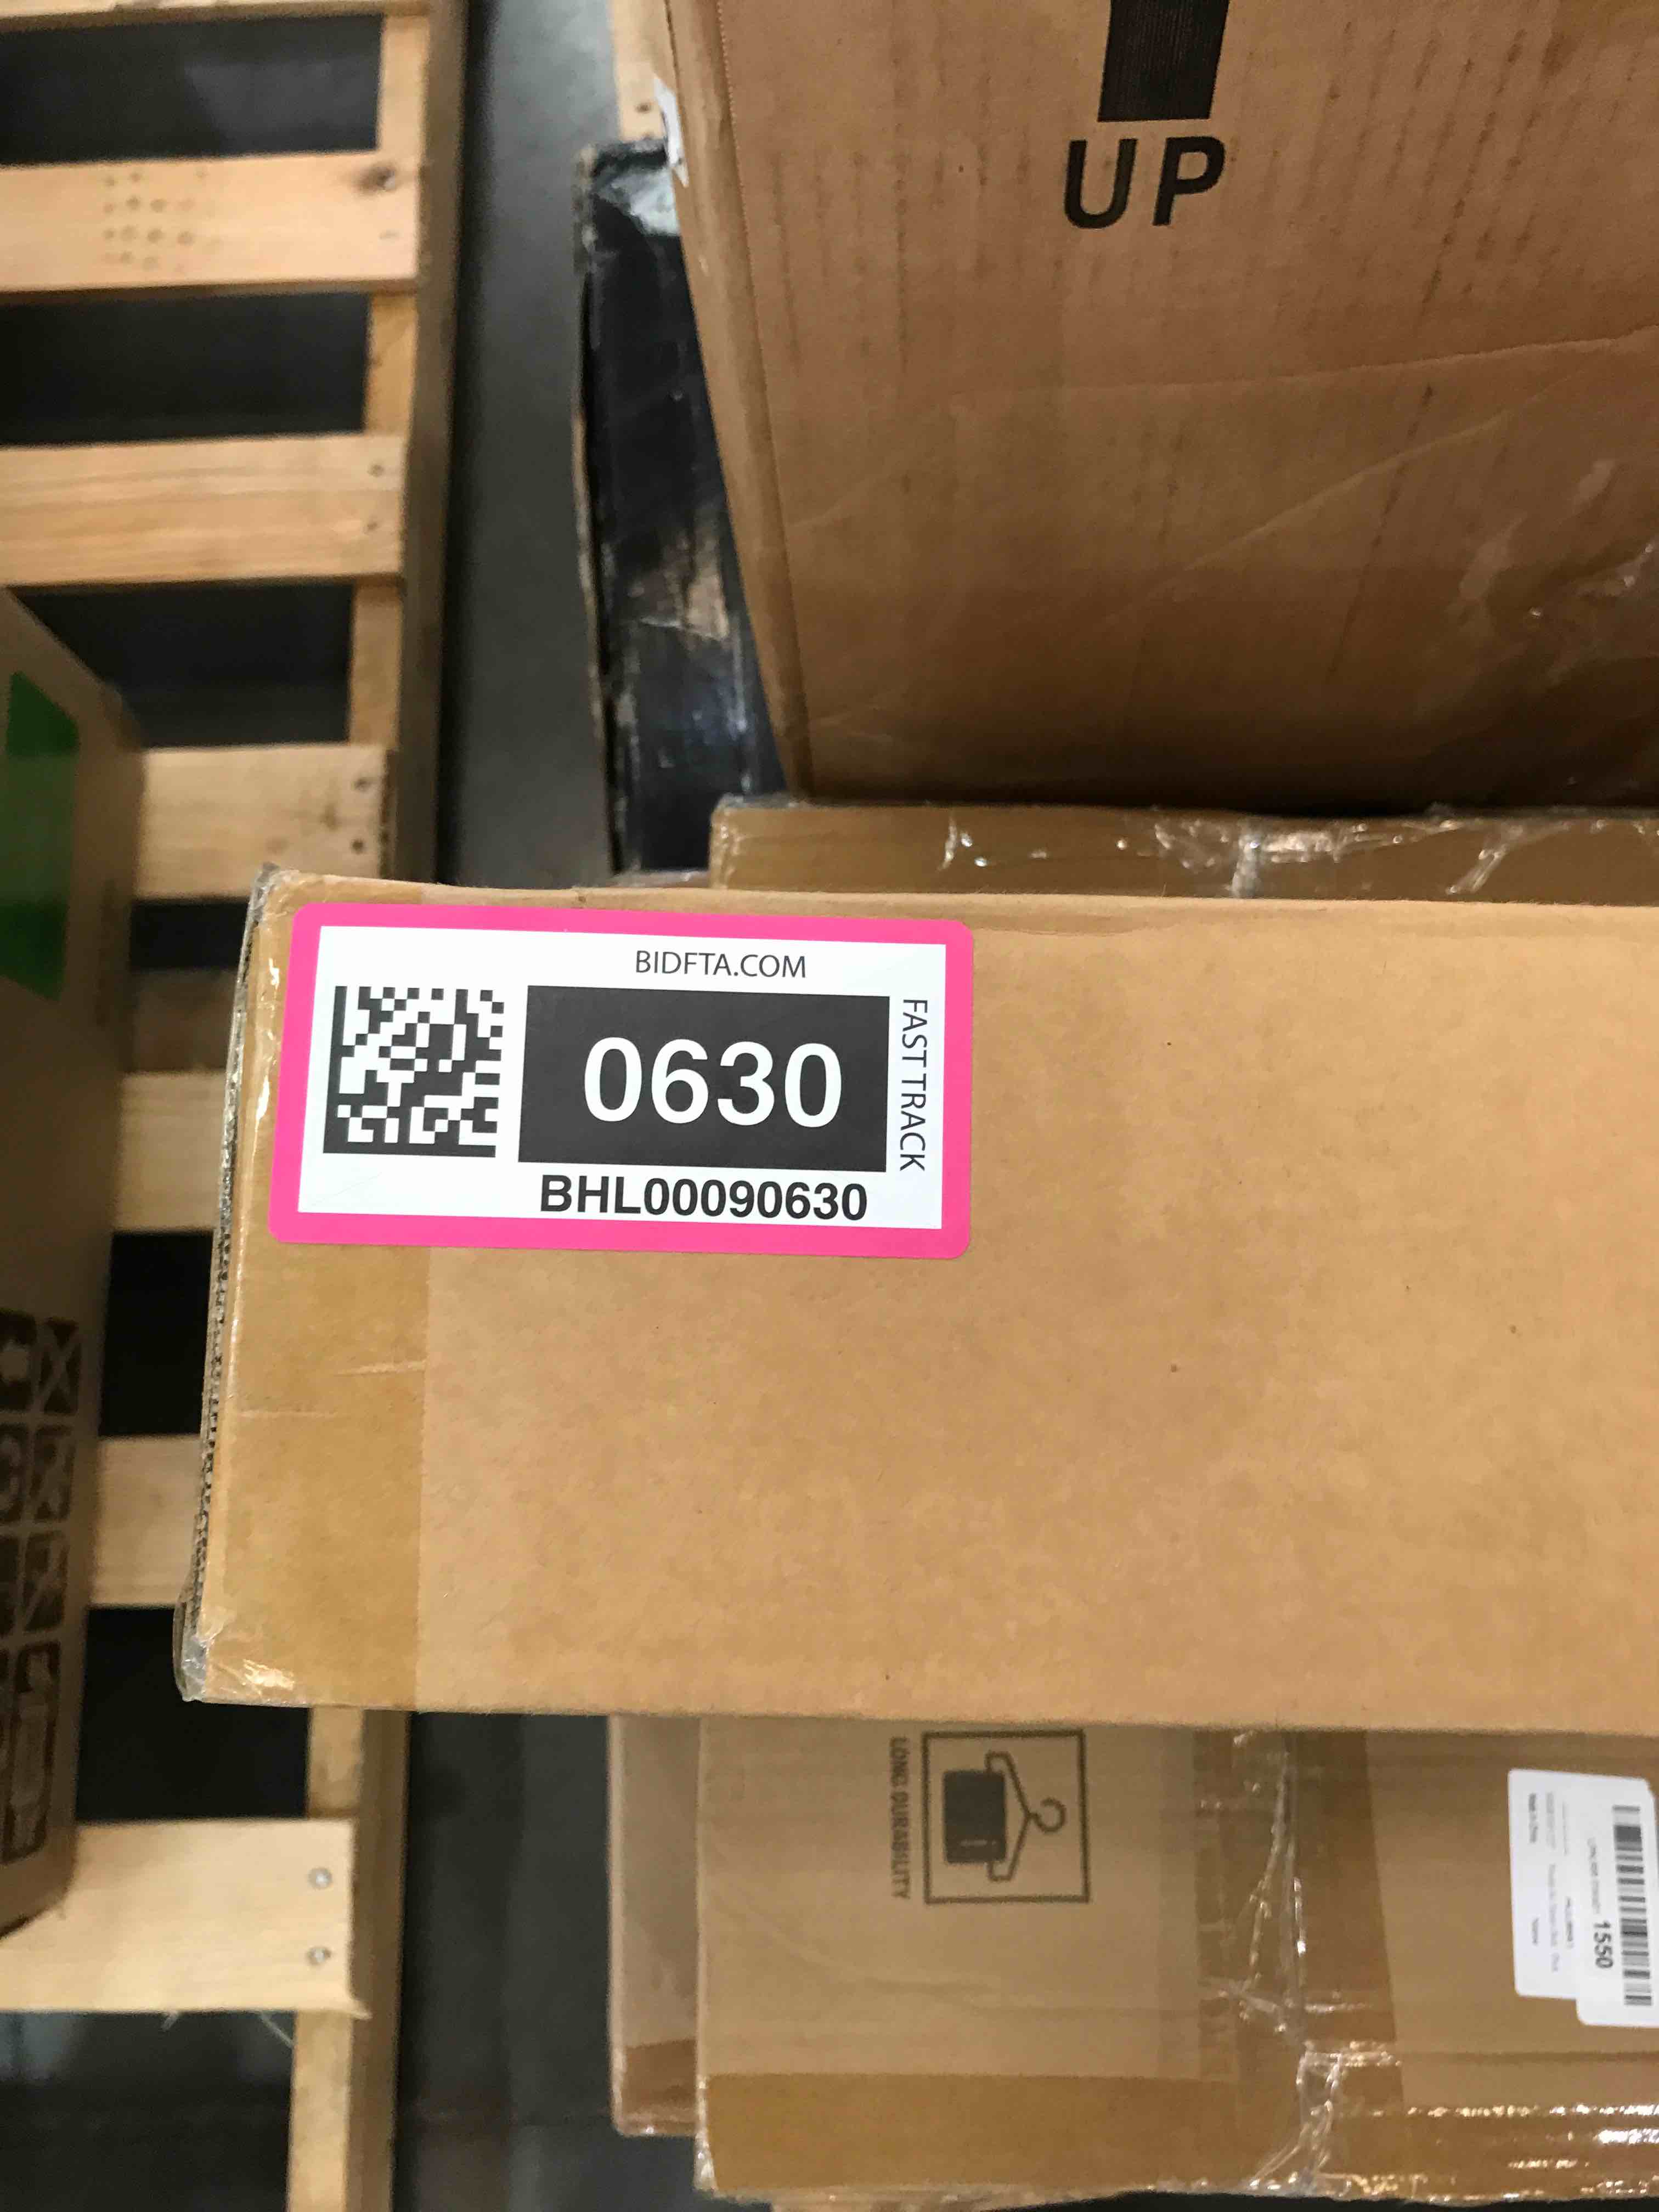 UP
BIDFTA.COM
0630
FAST TRACK
BHL00090630
LONG DURABILITY
1550